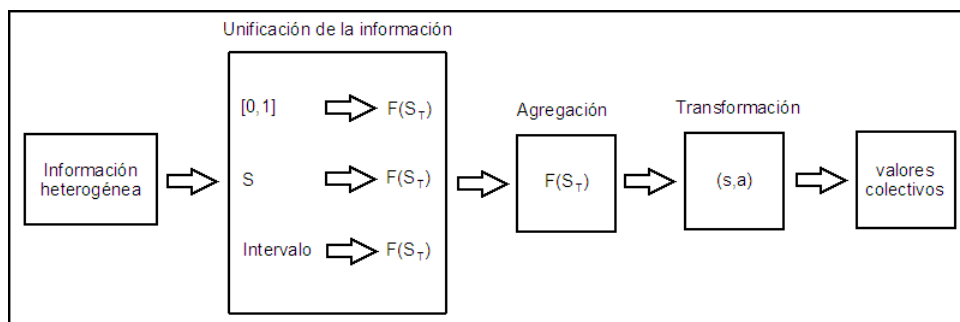 Unificación de la información
Información
heterogénea
[0,1]
F(S_T)
S
F(S_T)
Intervalo
F(S_T)
Agregación
F(S_T)
Transformación
(s,a)
valores
colectivos